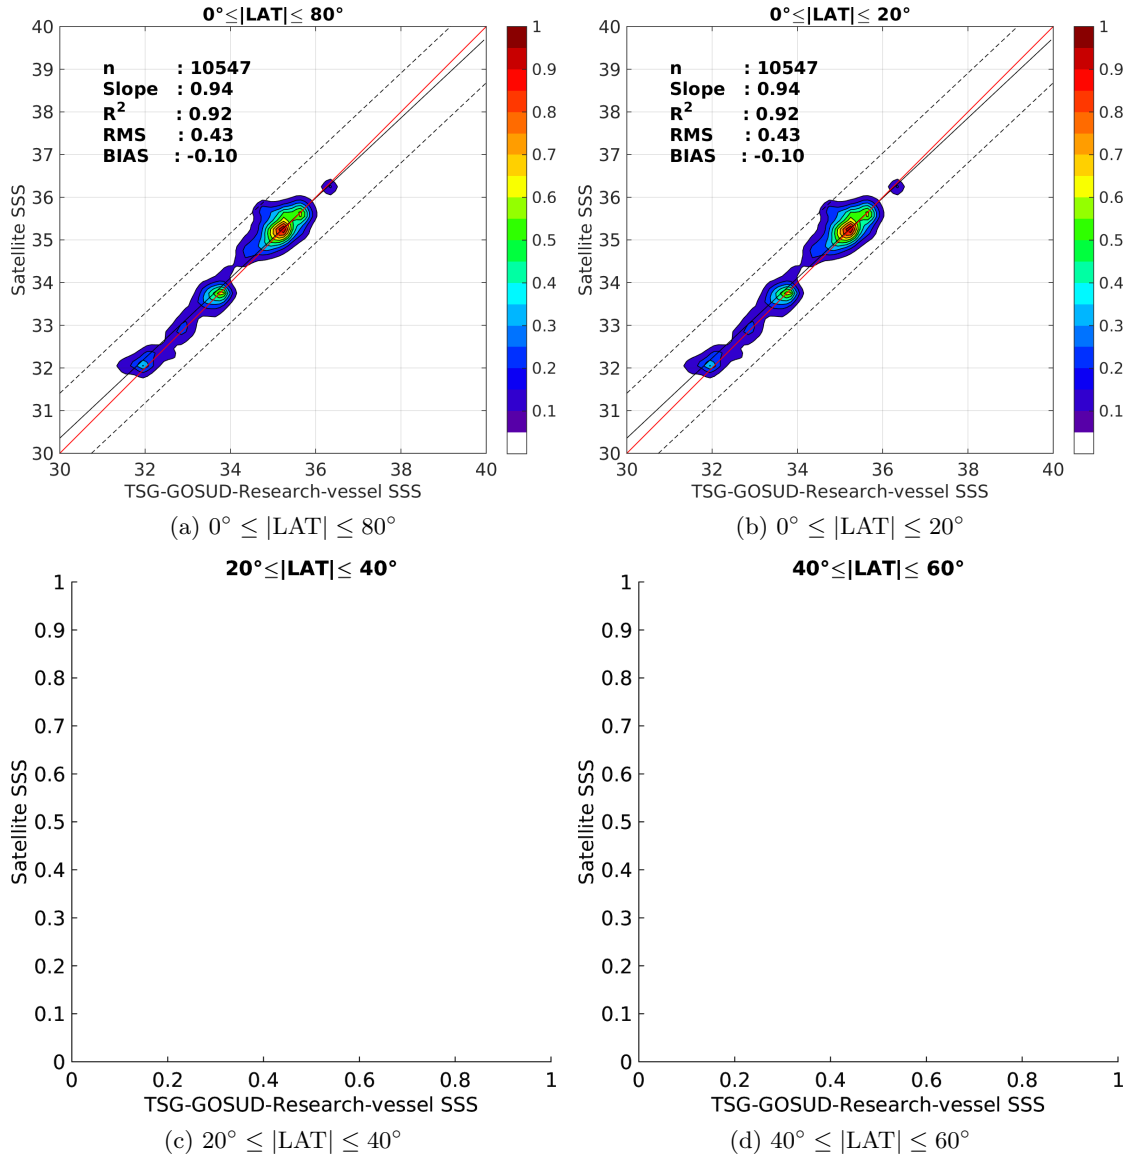 0°≤|LAT|≤ 80°
40
39
38
37
36
35
34
33
32
31
30
Satellite SSS
n : 10547
Slope : 0.94
R² : 0.92
RMS : 0.43
BIAS : -0.10
30 32 34 36 38 40
TSG-GOSUD-Research-vessel SSS
1
0.9
0.8
0.7
0.6
0.5
0.4
0.3
0.2
0.1
(a) 0° ≤ |LAT| ≤ 80°
0°≤|LAT|≤ 20°
40
39
38
37
36
35
34
33
32
31
30
Satellite SSS
n : 10547
Slope : 0.94
R² : 0.92
RMS : 0.43
BIAS : -0.10
30 32 34 36 38 40
TSG-GOSUD-Research-vessel SSS
1
0.9
0.8
0.7
0.6
0.5
0.4
0.3
0.2
0.1
(b) 0° ≤ |LAT| ≤ 20°
20°≤|LAT|≤ 40°
1
0.9
0.8
0.7
0.6
0.5
0.4
0.3
0.2
0.1
0
Satellite SSS
0 0.2 0.4 0.6 0.8 1
TSG-GOSUD-Research-vessel SSS
(c) 20° ≤ |LAT| ≤ 40°
40°≤|LAT|≤ 60°
1
0.9
0.8
0.7
0.6
0.5
0.4
0.3
0.2
0.1
0
Satellite SSS
0 0.2 0.4 0.6 0.8 1
TSG-GOSUD-Research-vessel SSS
(d) 40° ≤ |LAT| ≤ 60°